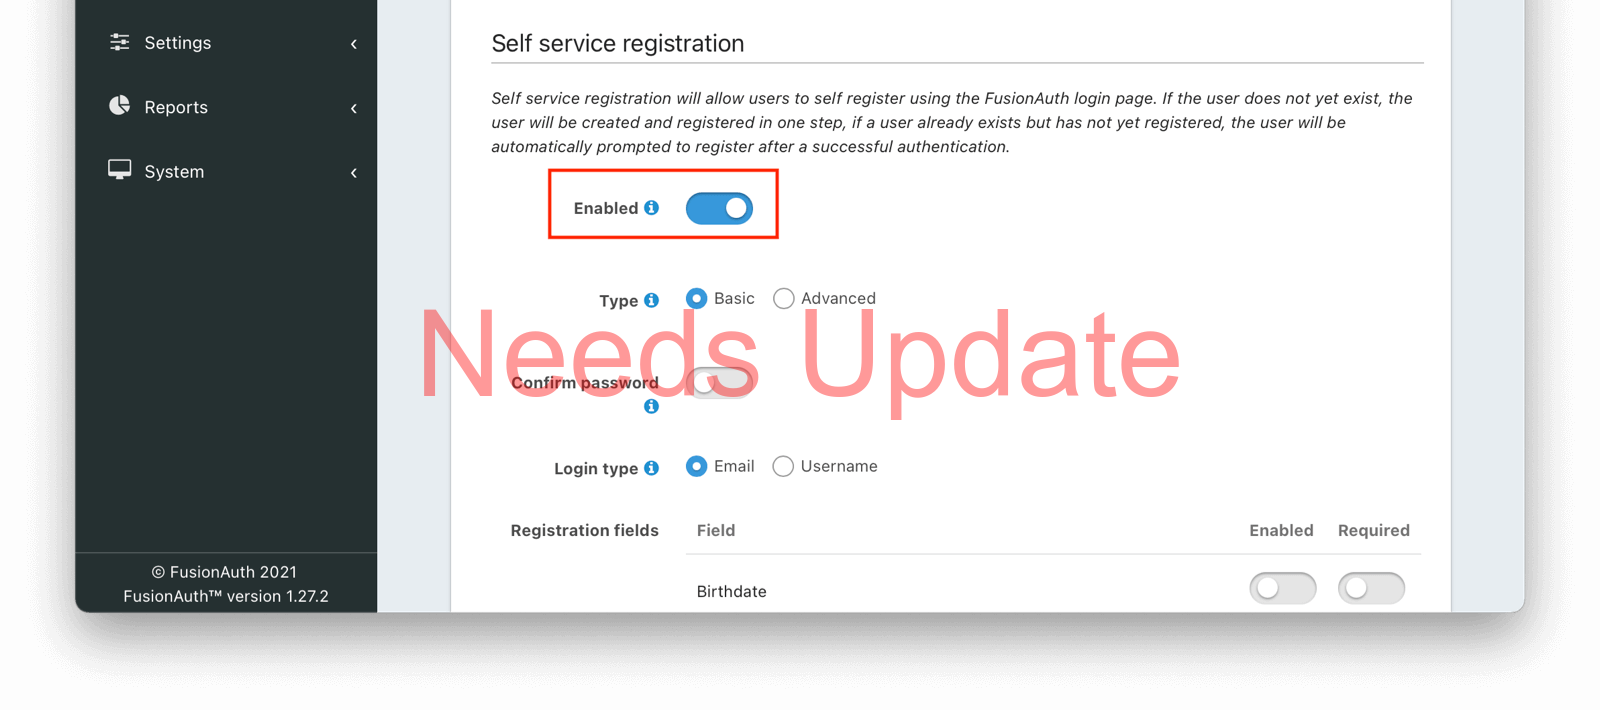 Settings
Reports
System
© FusionAuth 2021
FusionAuth™ version 1.27.2
Self service registration
Self service registration will allow users to self register using the FusionAuth login page. If the user does not yet exist, the
user will be created and registered in one step, if a user already exists but has not yet registered, the user will be
automatically prompted to register after a successful authentication.
Enabled
Type Basic Advanced
Needs Update
Confirm password
Login type Email Username
Registration fields Field Enabled Required
Birthdate